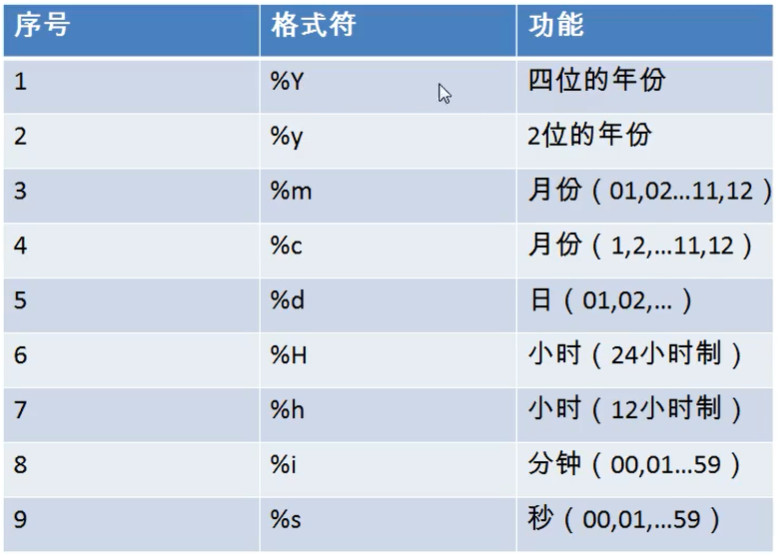 序号 格式符 功能
1 %Y 四位的年份
2 %y 2位的年份
3 %m 月份（01,02…11,12）
4 %c 月份（1,2,…11,12）
5 %d 日（01,02,…）
6 %H 小时（24小时制）
7 %h 小时（12小时制）
8 %i 分钟（00,01…59）
9 %s 秒（00,01,…59）